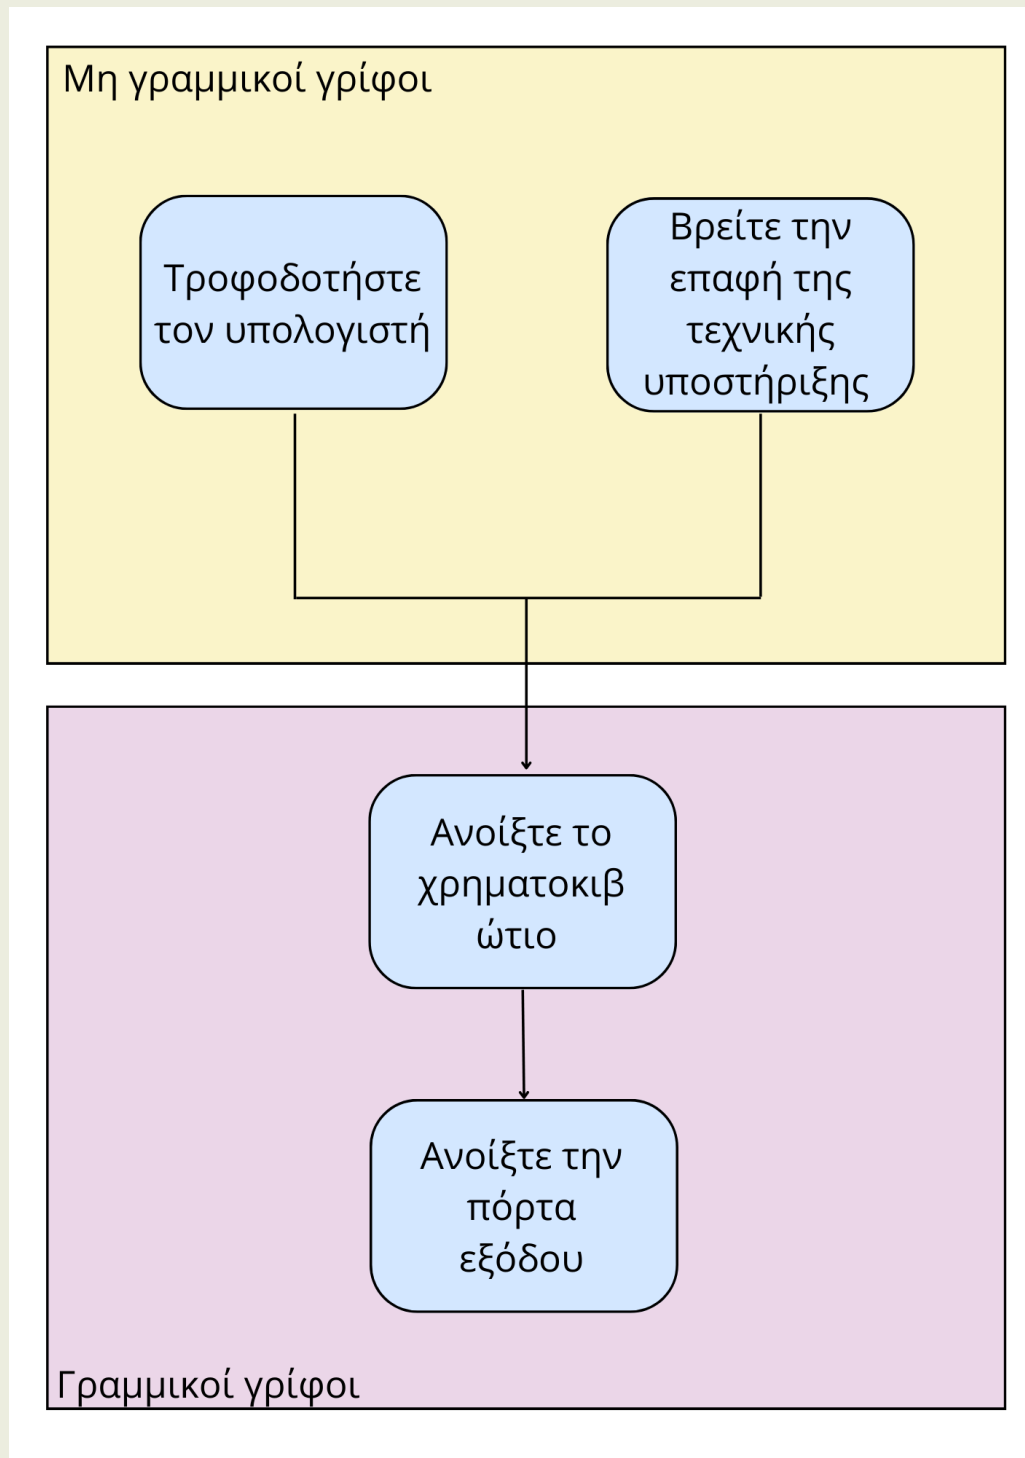 Μη γραμμικοί γρίφοι
Τροφοδοτήστε
τον υπολογιστή
Βρείτε την
επαφή της
τεχνικής
υποστήριξης
Ανοίξτε το
χρηματοκιβ
ώτιο
Ανοίξτε την
πόρτα
εξόδου
Γραμμικοί γρίφοι